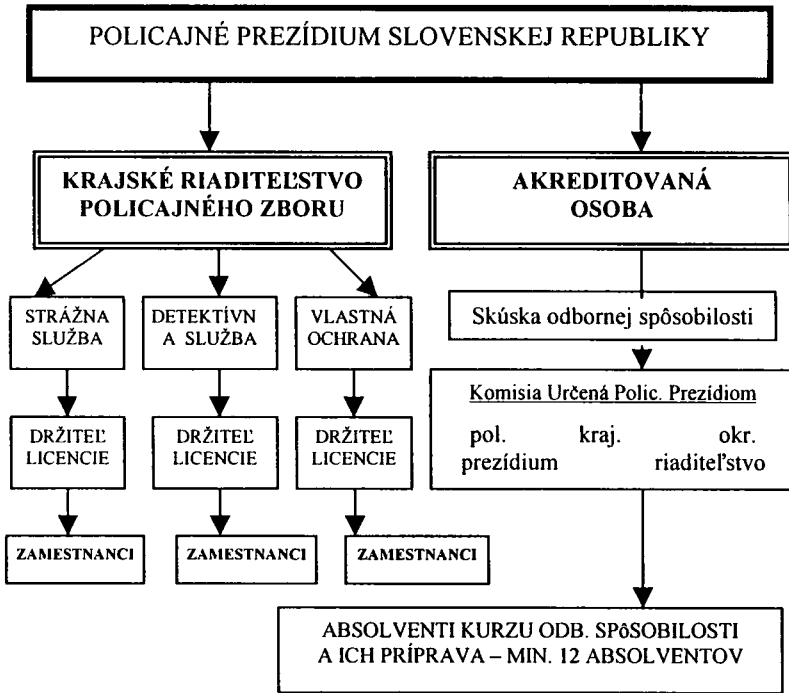 POLICAJNÉ PREZÍDIUM SLOVENSKEJ REPUBLIKY
KRAJSKÉ RIADITEĽSTVO
POLICAJNÉHO ZBORU
AKREDITOVANÁ
OSOBA
STRÁŽNA
SLUŽBA
DETEKTÍVN
A SLUŽBA
VLASTNÁ
OCHRANA
Skúska odbornej spôsobilosti
DRŽITEĽ
LICENCIE
DRŽITEĽ
LICENCIE
DRŽITEĽ
LICENCIE
Komisia Určená Polic. Prezídiom
pol. kraj. okr.
prezídium riaditeľstvo
ZAMESTNANCI
ZAMESTNANCI
ZAMESTNANCI
ABSOLVENTI KURZU ODB. SPôSOBILOSTI
A ICH PRÍPRAVA – MIN. 12 ABSOLVENTOV